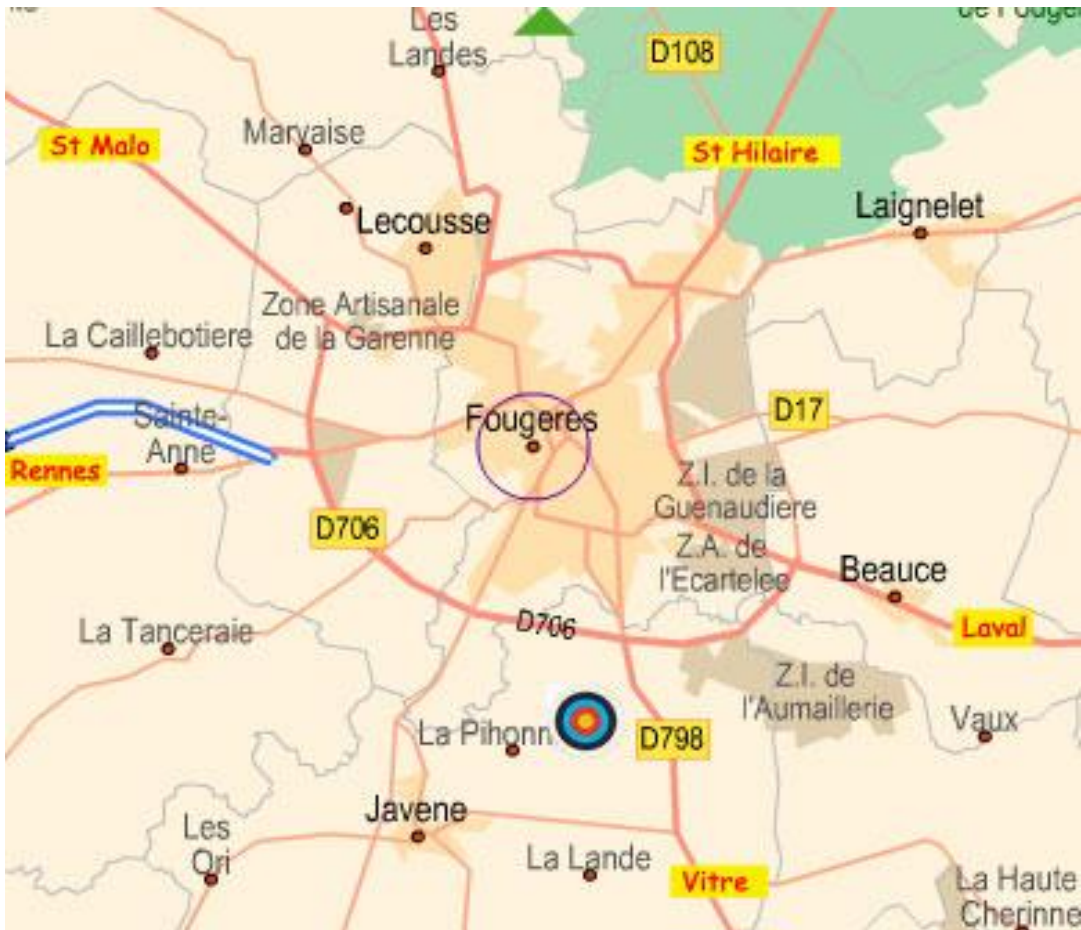 Les
Landes
D108
St Malo
Marvaise
St Hilaire
Lecousse
Laignelet
Zone Artisanale
de la Garenne
La Caillebotiere
D17
Sainte-
Anne
Fougeres
Rennes
Z.I. de la
Guenaudiere
D706
Z.A. de
l'Ecartelee
Beauce
La Tanceraie
D706
Laval
Z.I. de
l'Aumaillerie
La Pihonn
D798
Vaux
Javene
Les
Ori
La Lande
Vitre
La Haute
Cherinne